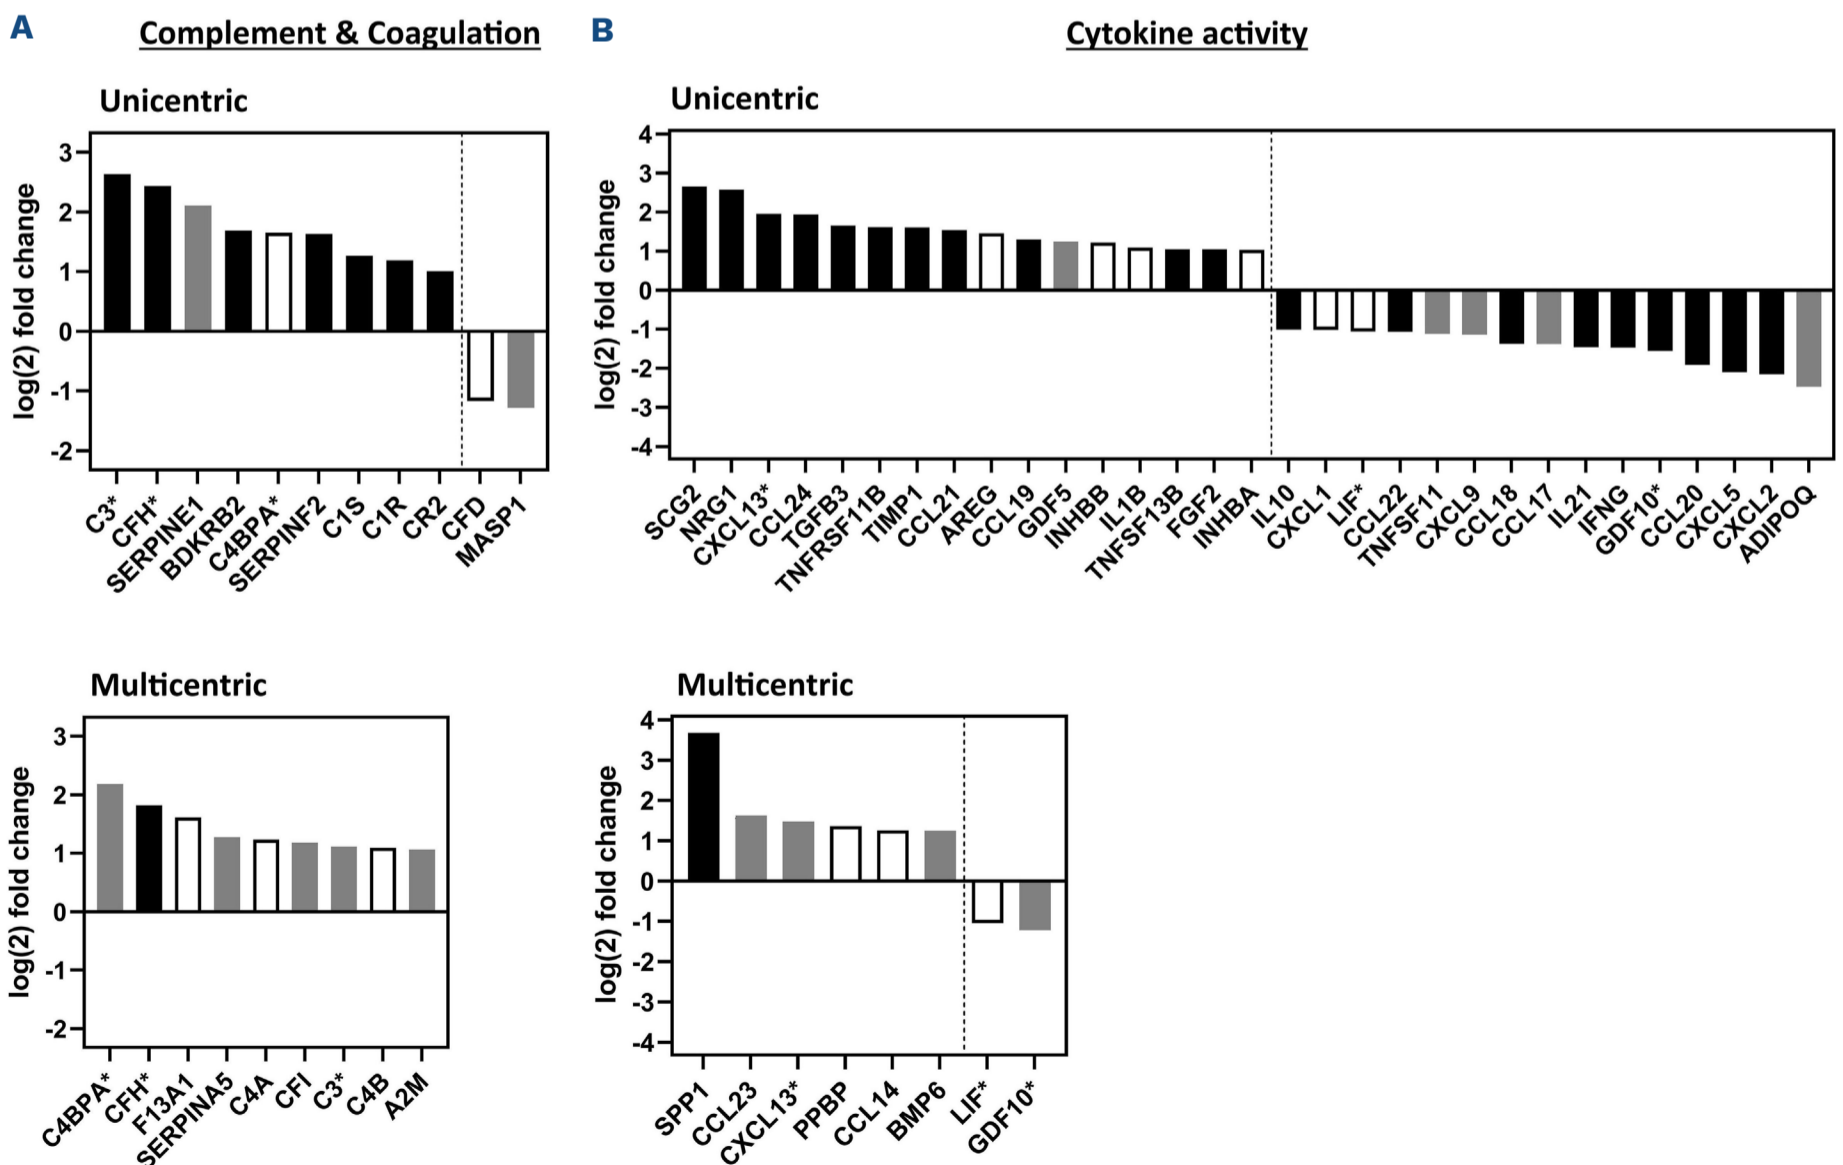 A
Complement & Coagulation
Unicentric
log(2) fold change
3
2
1
0
-1
-2
C3*
CFH*
SERPINE1
BDKRB2
C4BPA*
SERPINF2
C1S
C1R
CR2
CFD
MASP1
Multicentric
log(2) fold change
3
2
1
0
-1
-2
C4BPA*
CFH*
F13A1
SERPINA5
C4A
CFI
C3*
C4B
A2M
B
Cytokine activity
Unicentric
log(2) fold change
4
3
2
1
0
-1
-2
-3
-4
SCG2
NRG1
CXCL13*
CCL24
TGFB3
TNFRSF11B
TIMP1
CCL21
AREG
CCL19
GDF5
INHBB
IL1B
TNFSF13B
FGF2
INHBA
IL10
CXCL1
LIF*
CCL22
TNFSF11
CXCL9
CCL18
CCL17
IL21
IFNG
GDF10*
CCL20
CXCL5
CXCL2
ADIPOQ
Multicentric
log(2) fold change
4
3
2
1
0
-1
-2
-3
-4
SPP1
CCL23
CXCL13*
PPBP
CCL14
BMP6
LIF*
GDF10*